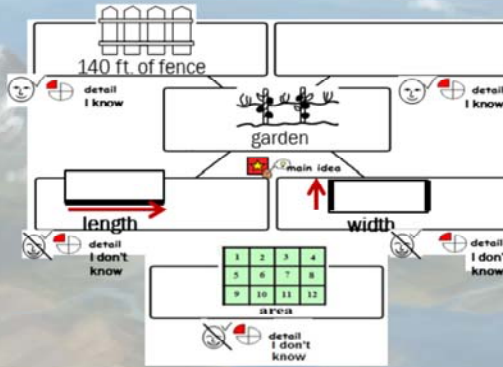 140 ft. of fence
detail
I know
detail
I know
garden
main idea
length
width
detail
I don't
know
detail
I don't
know
1 2 3 4
5 6 7 8
9 10 11 12
area
detail
I don't
know